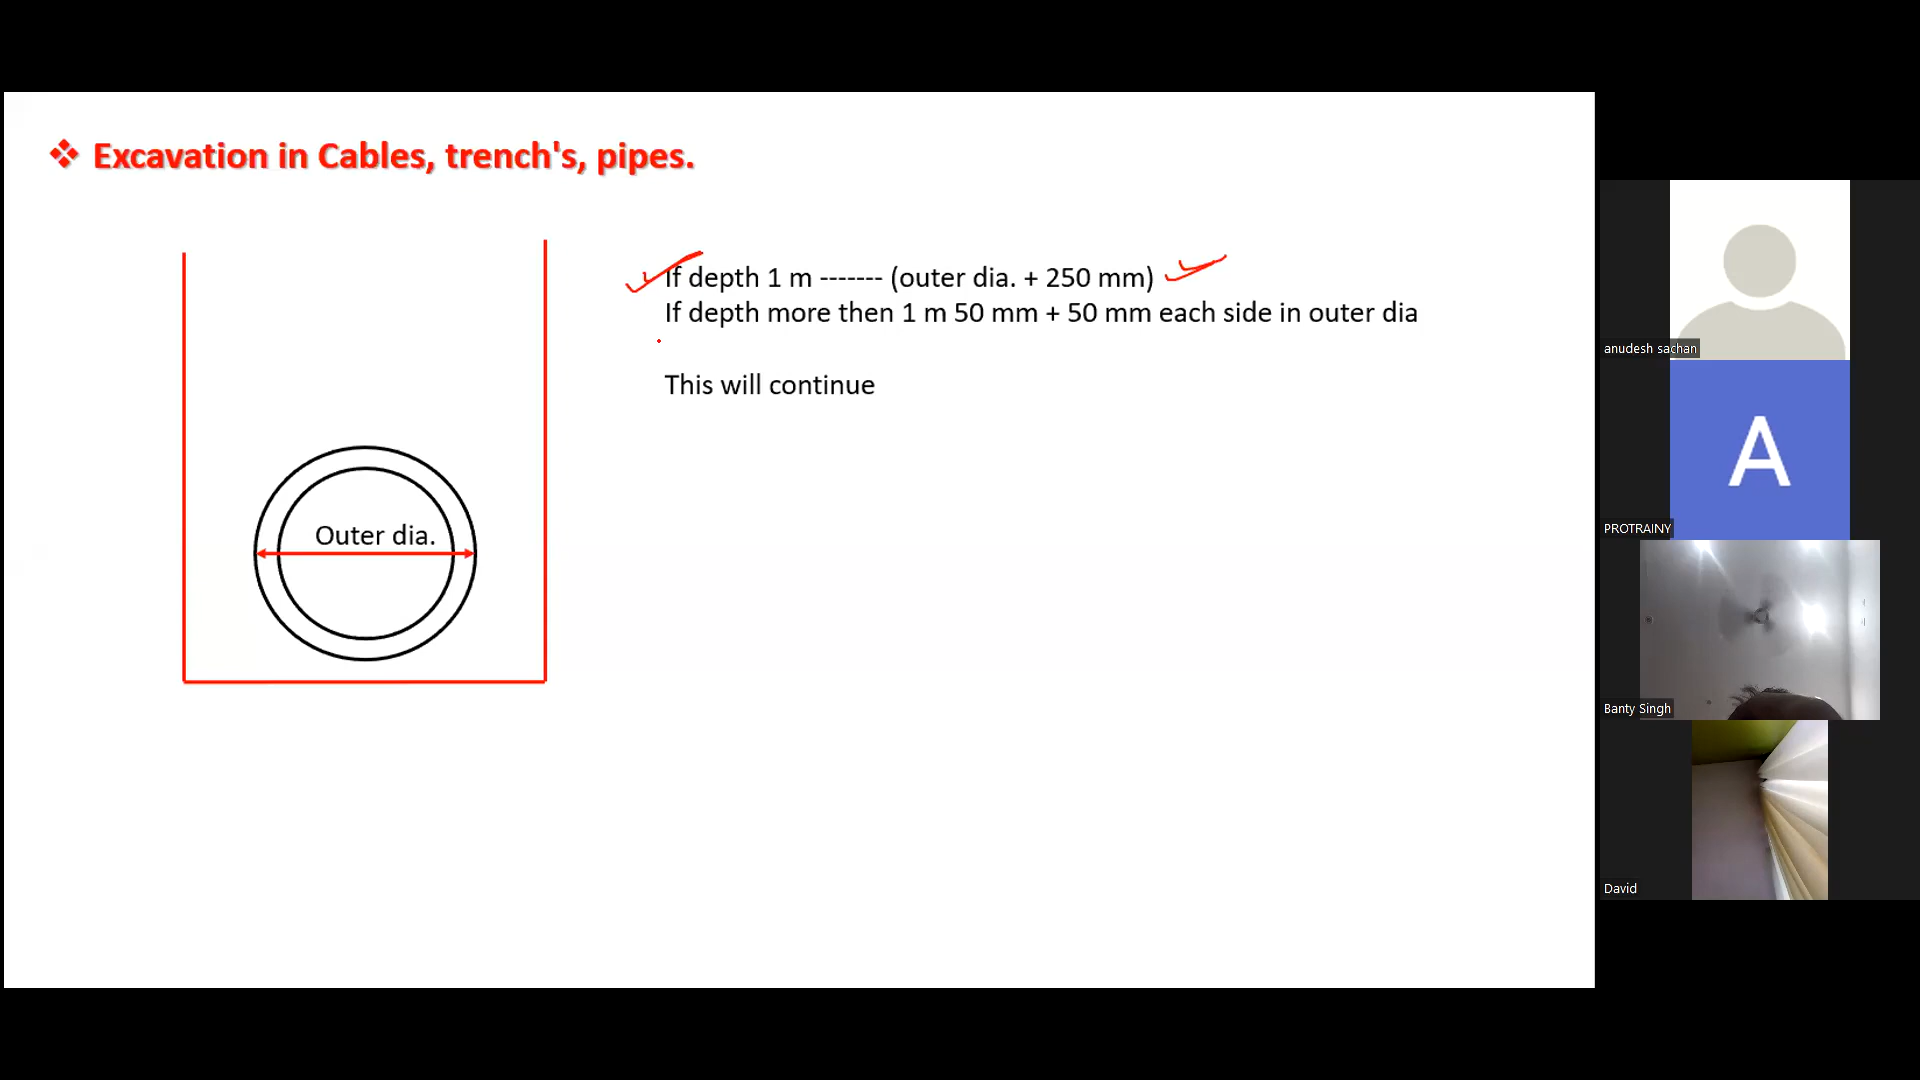 ❖ Excavation in Cables, trench's, pipes.
If depth 1 m ------- (outer dia. + 250 mm)
If depth more then 1 m 50 mm + 50 mm each side in outer dia
This will continue
Outer dia.
anudesh sachan
A
PROTRAINY
Banty Singh
David